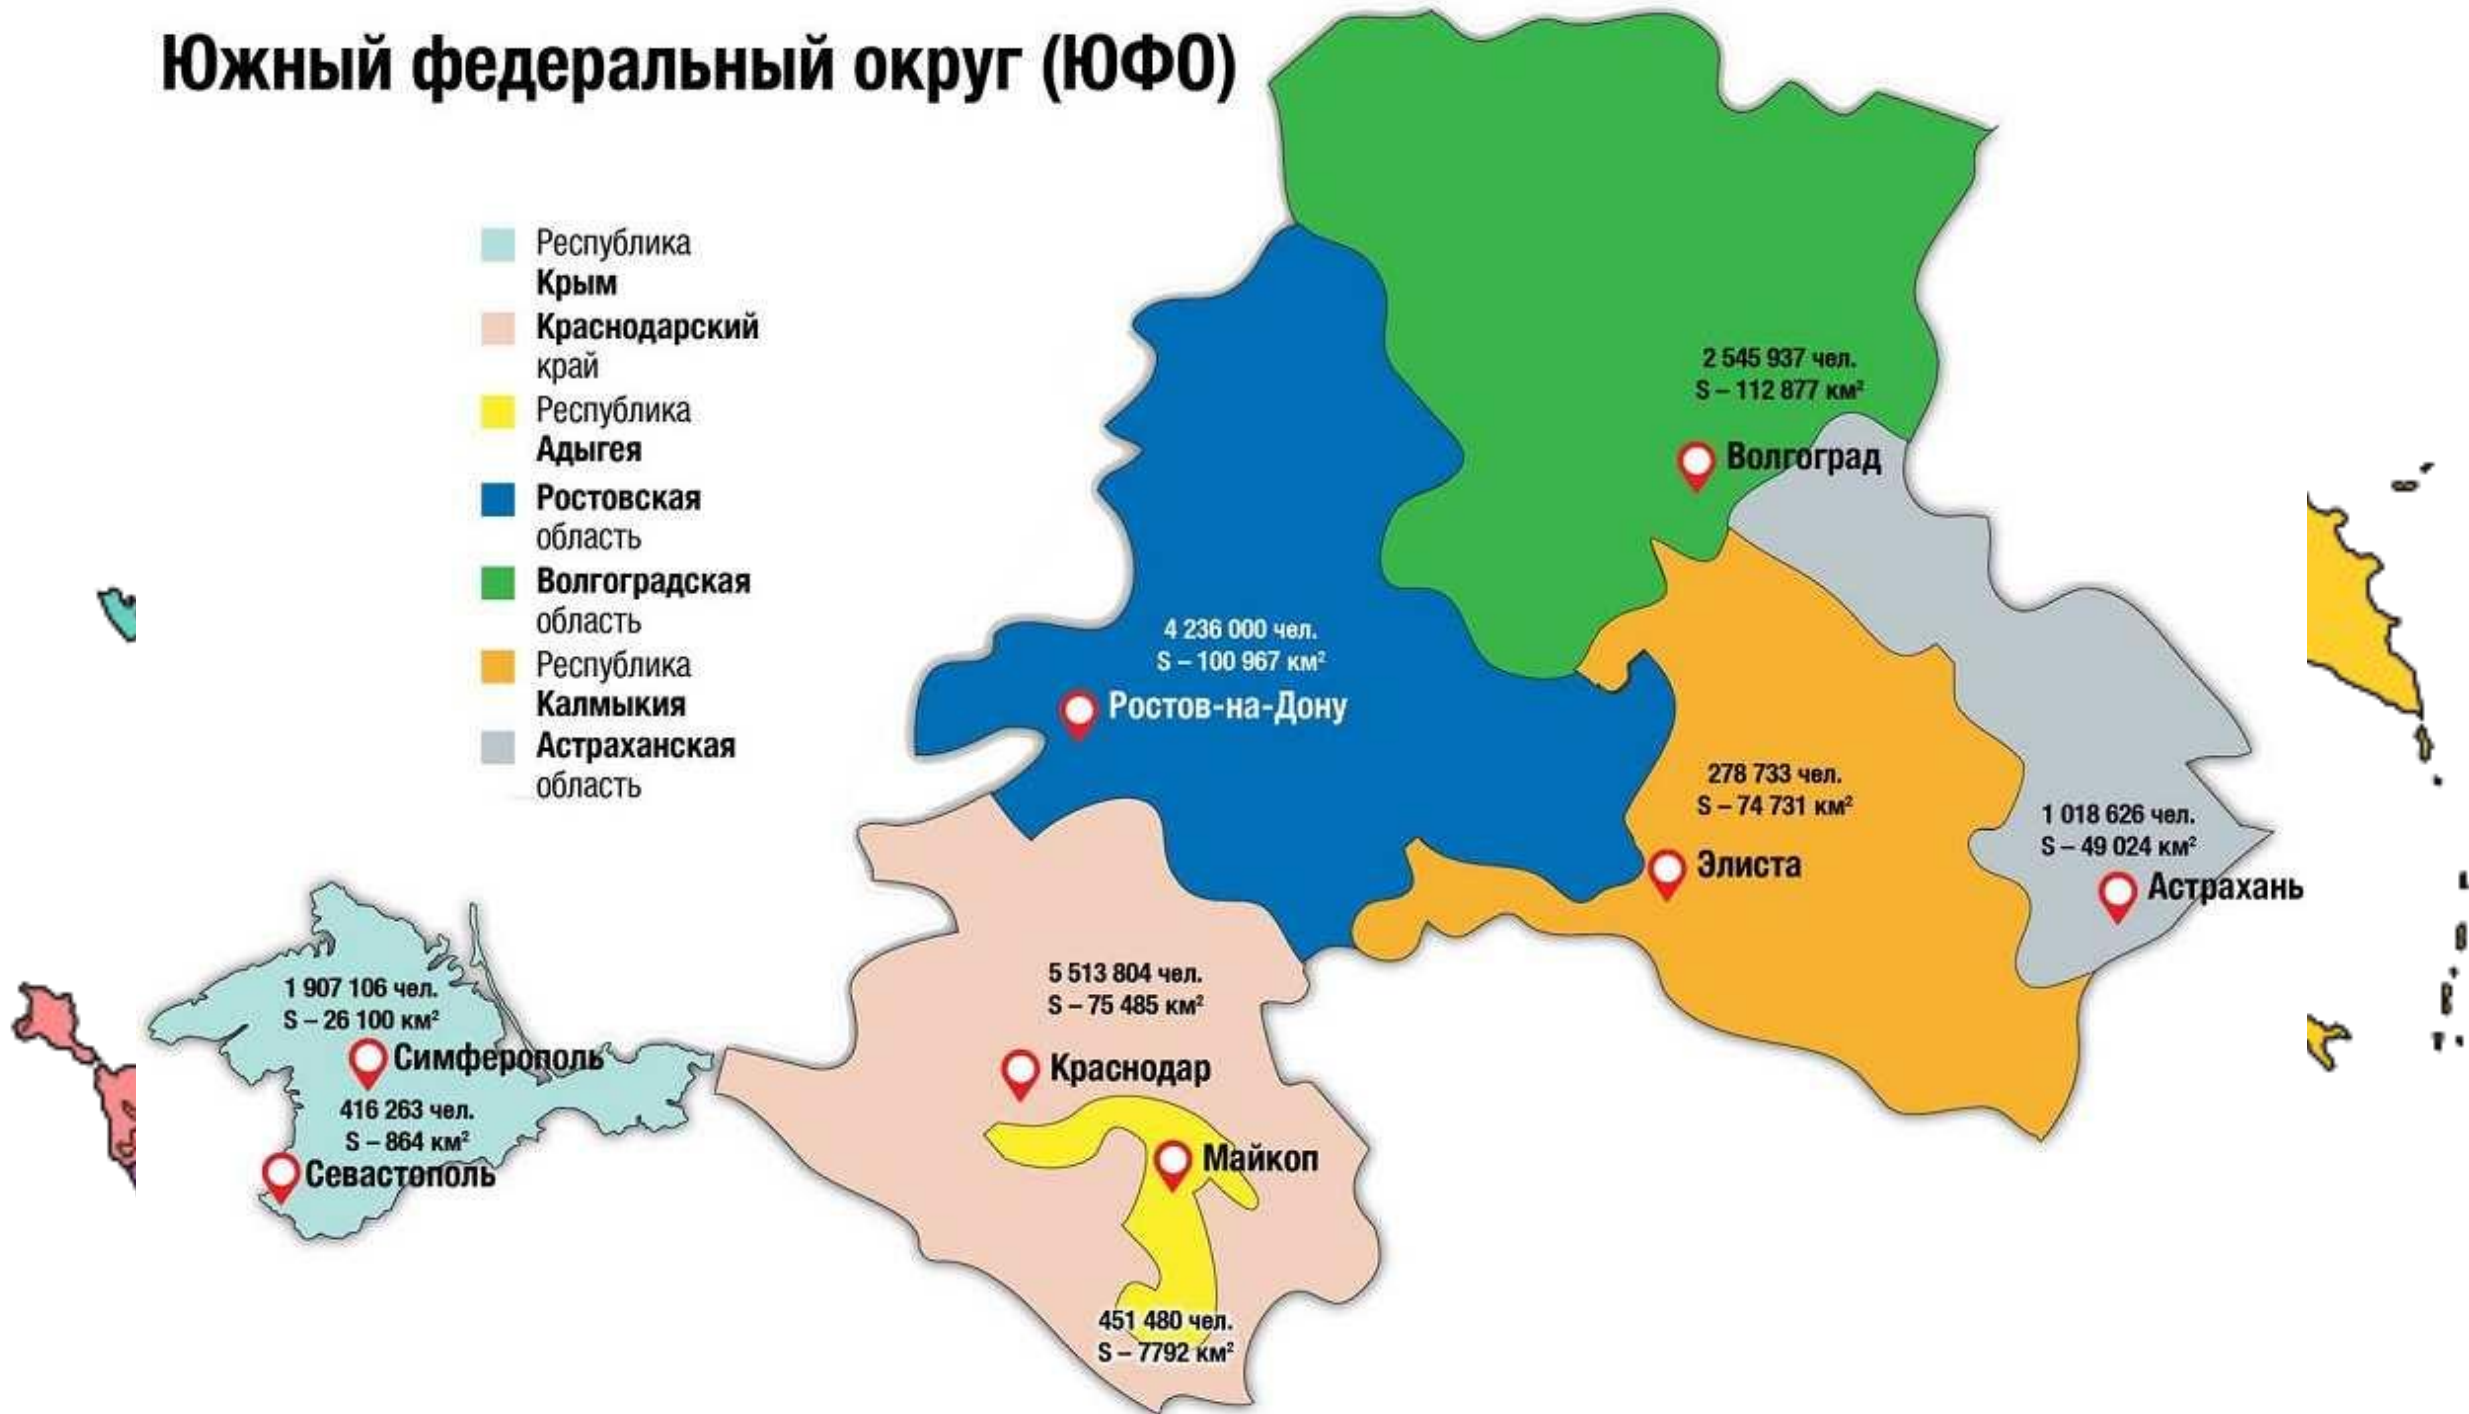 Южный федеральный округ (ЮФО)
Республика
Крым
Краснодарский
край
Республика
Адыгея
Ростовская
область
Волгоградская
область
Республика
Калмыкия
Астраханская
область
2 545 937 чел.
S – 112 877 км²
Волгоград
4 236 000 чел.
S – 100 967 км²
Ростов-на-Дону
278 733 чел.
S – 74 731 км²
Элиста
1 018 626 чел.
S – 49 024 км²
Астрахань
1 907 106 чел.
S – 26 100 км²
Симферополь
416 263 чел.
S – 864 км²
Севастополь
5 513 804 чел.
S – 75 485 км²
Краснодар
Майкоп
451 480 чел.
S – 7792 км²